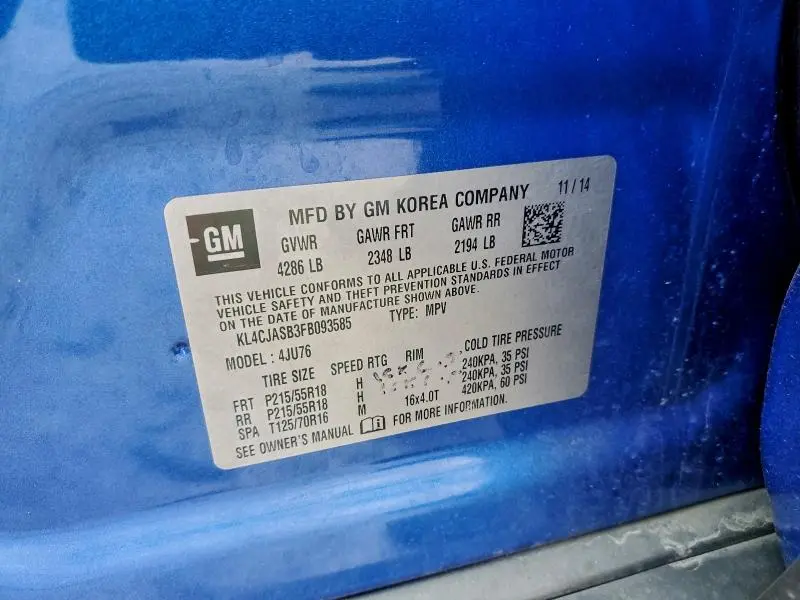 GM
MFD BY GM KOREA COMPANY 11/14
GVWR GAWR FRT GAWR RR
4286 LB 2348 LB 2194 LB
THIS VEHICLE CONFORMS TO ALL APPLICABLE U.S. FEDERAL MOTOR
VEHICLE SAFETY AND THEFT PREVENTION STANDARDS IN EFFECT
ON THE DATE OF MANUFACTURE SHOWN ABOVE.
KL4CJASB3FB093585 TYPE: MPV
MODEL: 4JU76
TIRE SIZE SPEED RTG RIM COLD TIRE PRESSURE
FRT P215/55R18 H 240KPA, 35 PSI
RR P215/55R18 H 240KPA, 35 PSI
SPA T125/70R16 M 16x4.0T 420KPA, 60 PSI
SEE OWNER'S MANUAL FOR MORE INFORMATION.